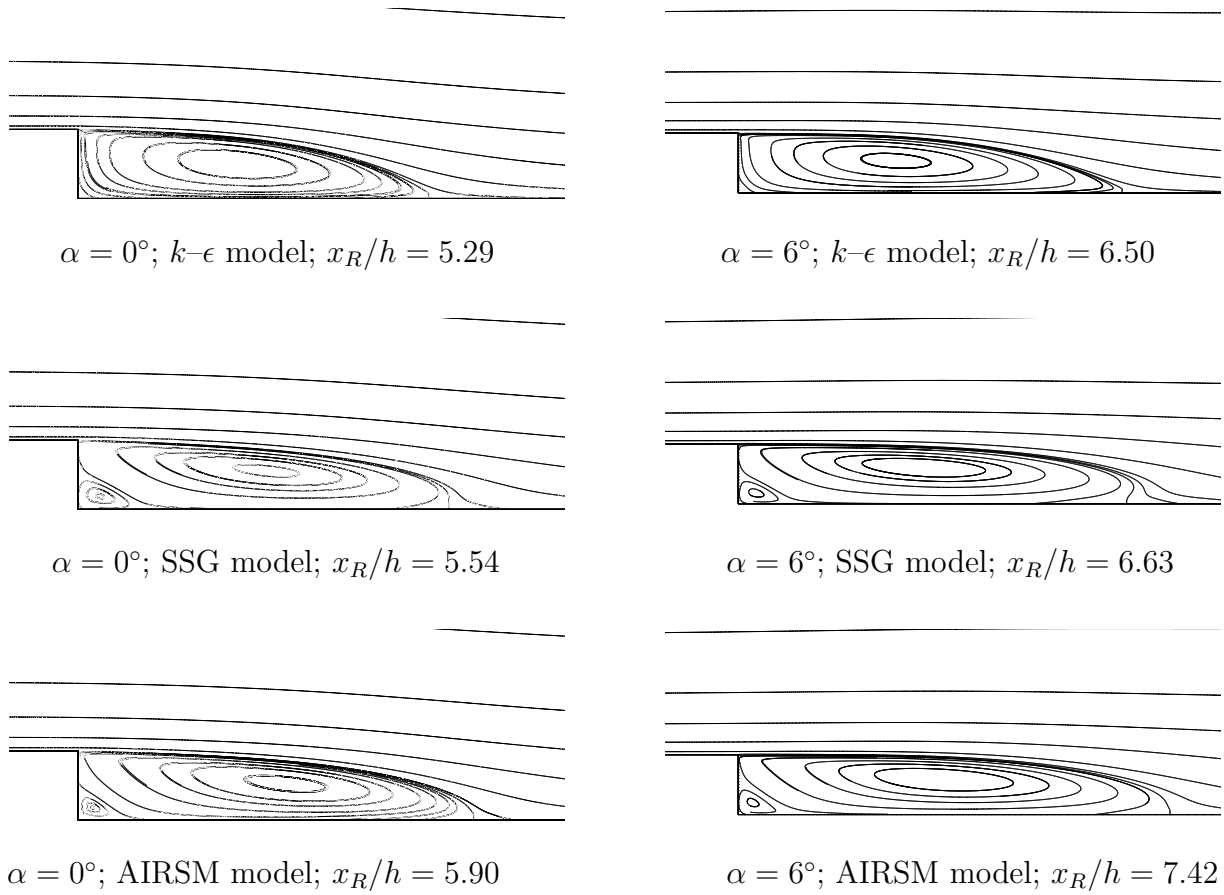 α = 0°; k–ϵ model; x_R/h = 5.29
α = 6°; k–ϵ model; x_R/h = 6.50
α = 0°; SSG model; x_R/h = 5.54
α = 6°; SSG model; x_R/h = 6.63
α = 0°; AIRSM model; x_R/h = 5.90
α = 6°; AIRSM model; x_R/h = 7.42